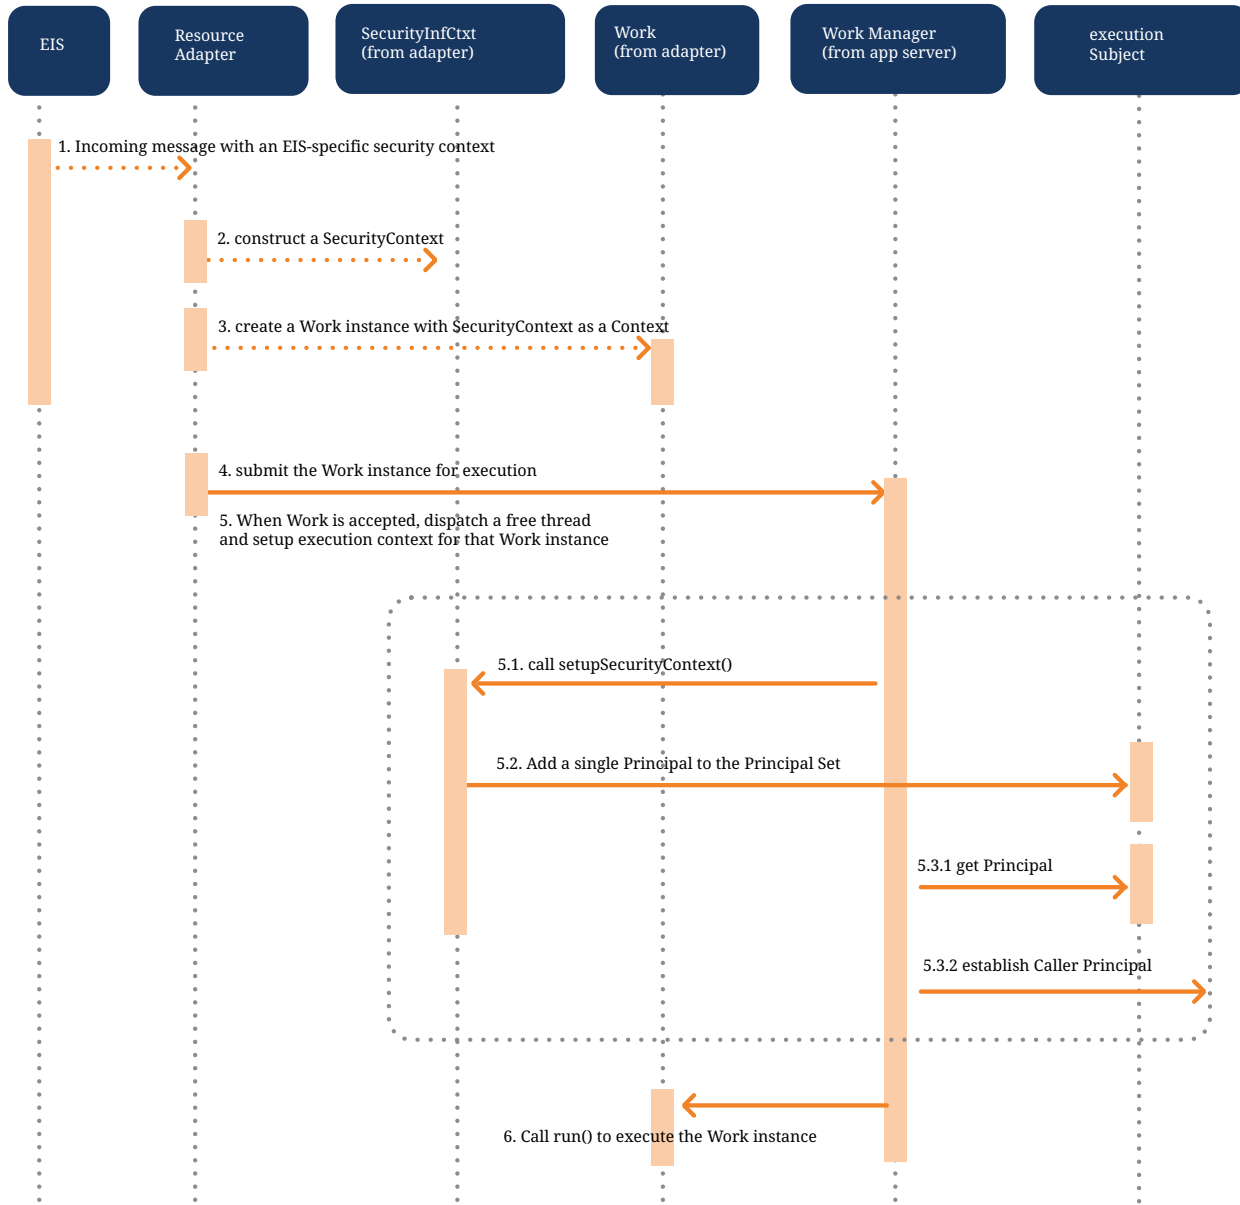 EIS
Resource
Adapter
SecurityInfCtxt
(from adapter)
Work
(from adapter)
Work Manager
(from app server)
execution
Subject
1. Incoming message with an EIS-specific security context
2. construct a SecurityContext
3. create a Work instance with SecurityContext as a Context
4. submit the Work instance for execution
5. When Work is accepted, dispatch a free thread
and setup execution context for that Work instance
5.1. call setupSecurityContext()
5.2. Add a single Principal to the Principal Set
5.3.1 get Principal
5.3.2 establish Caller Principal
6. Call run() to execute the Work instance